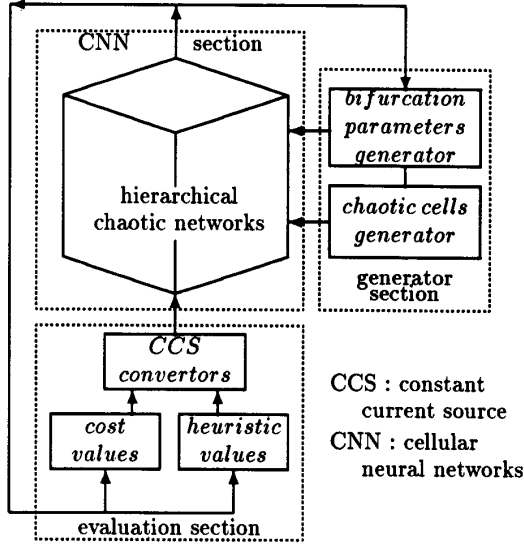 CNN section
bifurcation
parameters
generator
hierarchical
chaotic networks
chaotic cells
generator
generator
section
CCS
convertors
cost
values
heuristic
values
evaluation section
CCS : constant
current source
CNN : cellular
neural networks